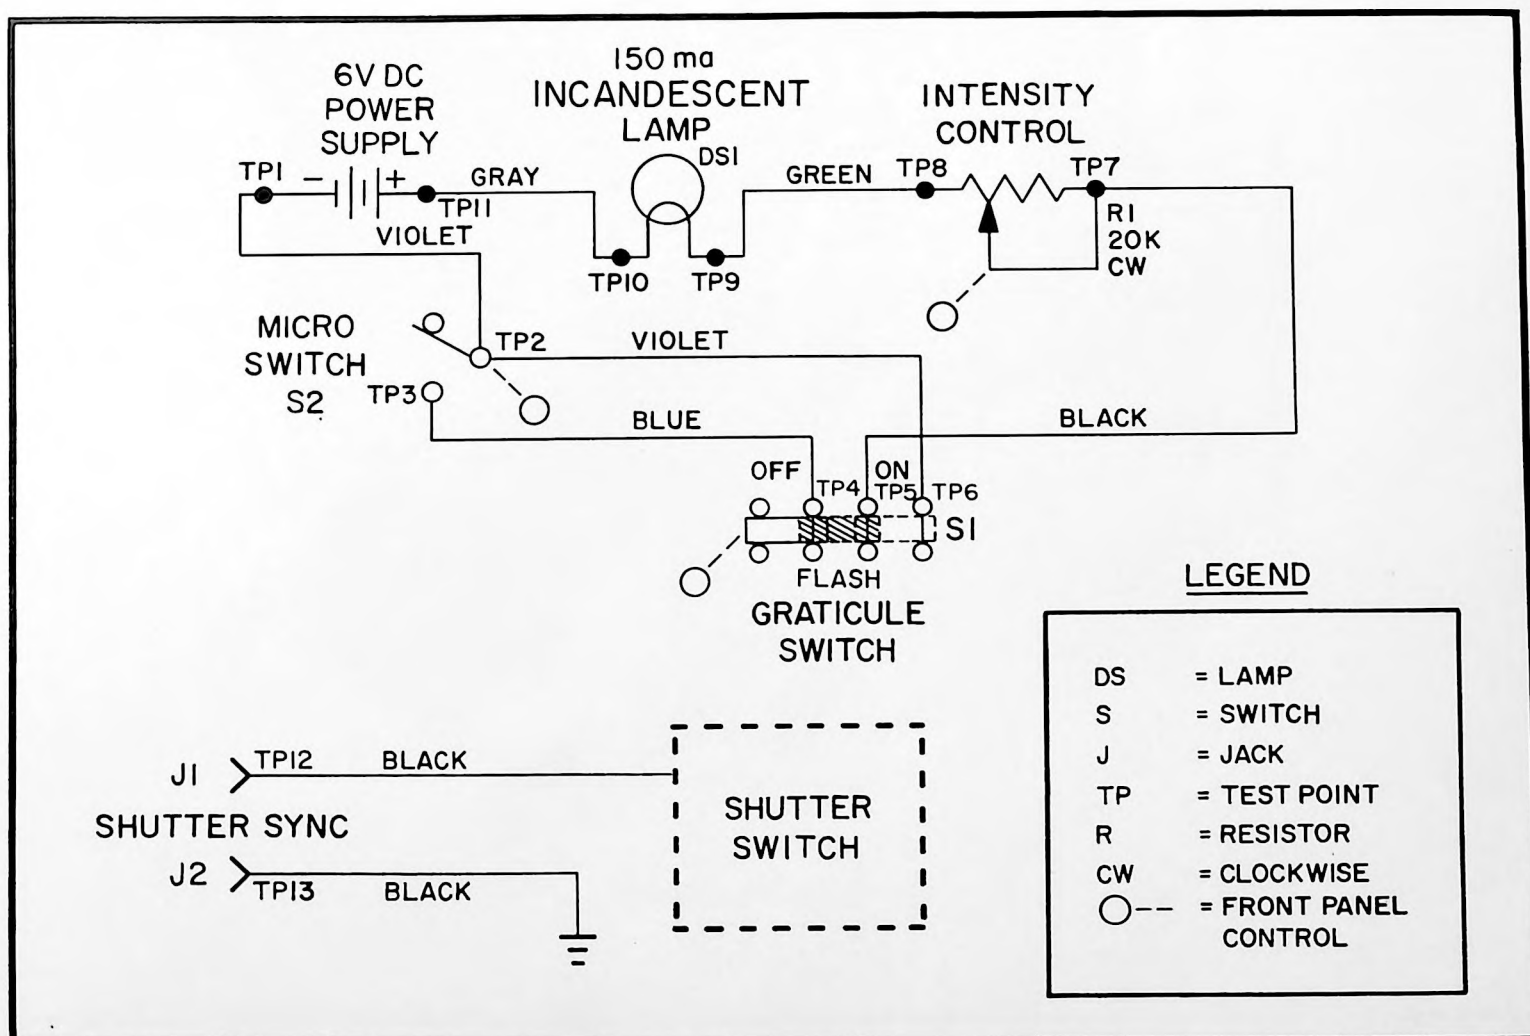 6V DC
POWER
SUPPLY
150 ma
INCANDESCENT
LAMP
DS1
INTENSITY
CONTROL
TP1
-
+
TP11
GRAY
VIOLET
TP10
TP9
GREEN
TP8
TP7
R1
20K
CW
MICRO
SWITCH
S2
TP2
VIOLET
TP3
BLUE
BLACK
OFF
ON
TP4
TP5
TP6
S1
FLASH
GRATICULE
SWITCH
J1
TP12
BLACK
SHUTTER SYNC
J2
TP13
BLACK
SHUTTER
SWITCH
LEGEND
DS = LAMP
S = SWITCH
J = JACK
TP = TEST POINT
R = RESISTOR
CW = CLOCKWISE
= FRONT PANEL
CONTROL